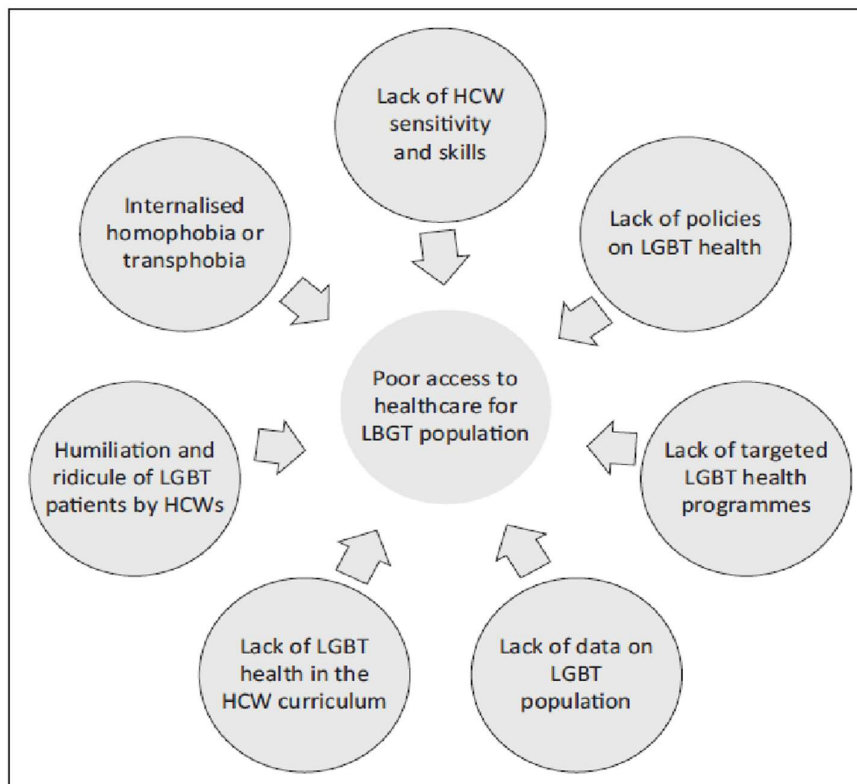 Lack of HCW
sensitivity
and skills
Internalised
homophobia or
transphobia
Lack of policies
on LGBT health
Poor access to
healthcare for
LBGT population
Humiliation and
ridicule of LGBT
patients by HCWs
Lack of targeted
LGBT health
programmes
Lack of LGBT
health in the
HCW curriculum
Lack of data on
LGBT
population